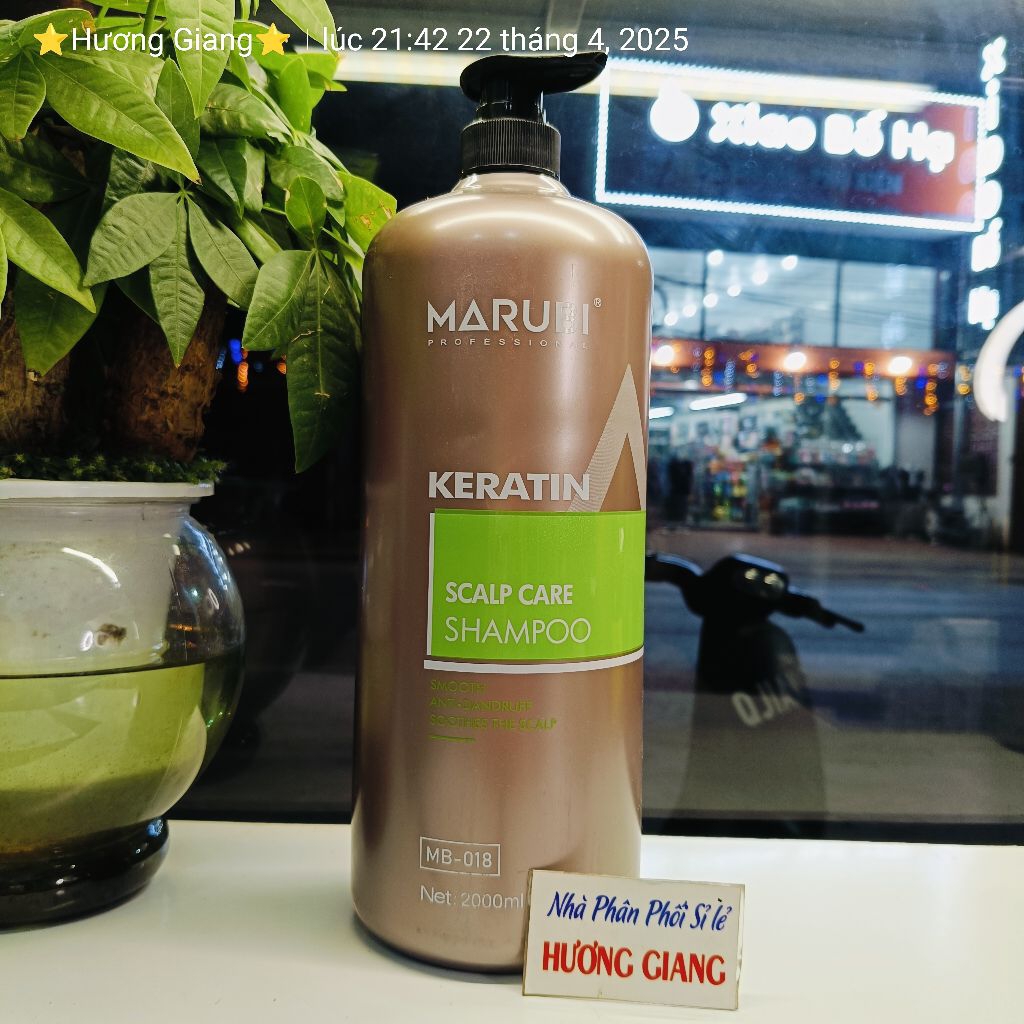 ⭐Hương Giang⭐ | lúc 21:42 22 tháng 4, 2025
Xiao Bố Hạ
MARUBI®
PROFESSIONAL
KERATIN
SCALP CARE
SHAMPOO
SMOOTH
ANTI-DANDRUFF
SOOTHES THE SCALP
MB-018
Net: 2000ml
Nhà Phân Phối Sỉ lẻ
HƯƠNG GIANG